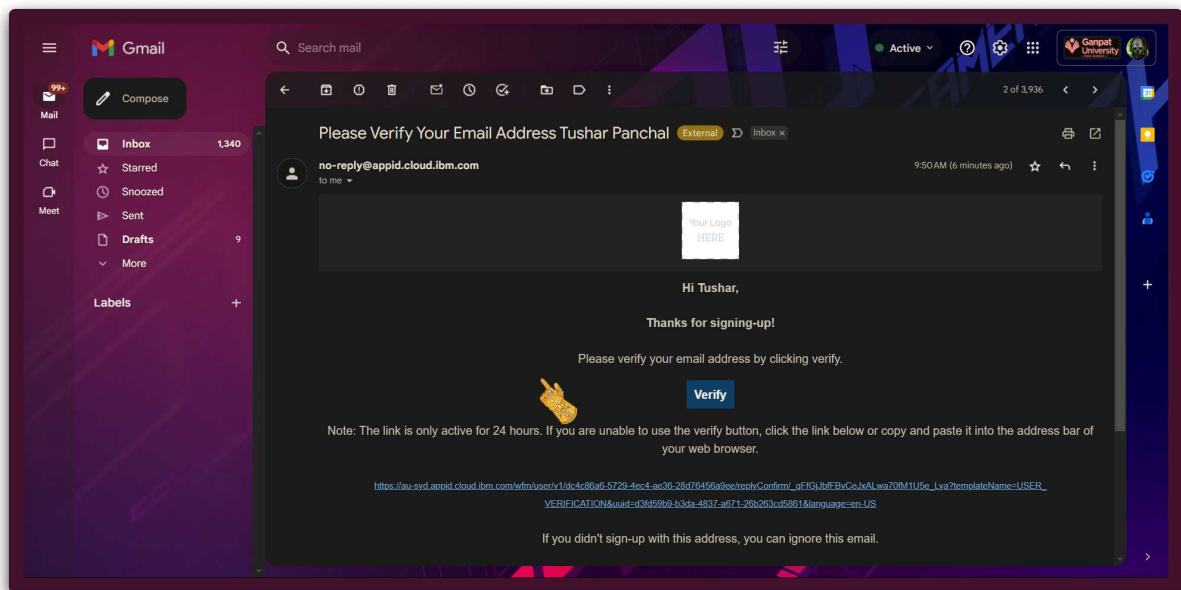 Gmail
Search mail
Active
Ganpat
University
99+
Mail
Compose
2 of 3,936
Chat
Meet
Inbox 1,340
Starred
Snoozed
Sent
Drafts 9
More
Labels
Please Verify Your Email Address Tushar Panchal External Inbox x
no-reply@appid.cloud.ibm.com 9:50 AM (6 minutes ago)
to me
Your Logo
HERE
Hi Tushar,
Thanks for signing-up!
Please verify your email address by clicking verify.
Verify
Note: The link is only active for 24 hours. If you are unable to use the verify button, click the link below or copy and paste it into the address bar of
your web browser.
https://au-syd.appid.cloud.ibm.com/wfm/user/v1/dc4c86a6-5729-4ec4-ae36-28d76456a9ee/replyConfirm/_qFfGjJbfFBvCeJxALwa70fM1U5e_Lya?templateName=USER_
VERIFICATION&uuid=d3fd59b9-b3da-4837-a671-26b263cd5861&language=en-US
If you didn't sign-up with this address, you can ignore this email.